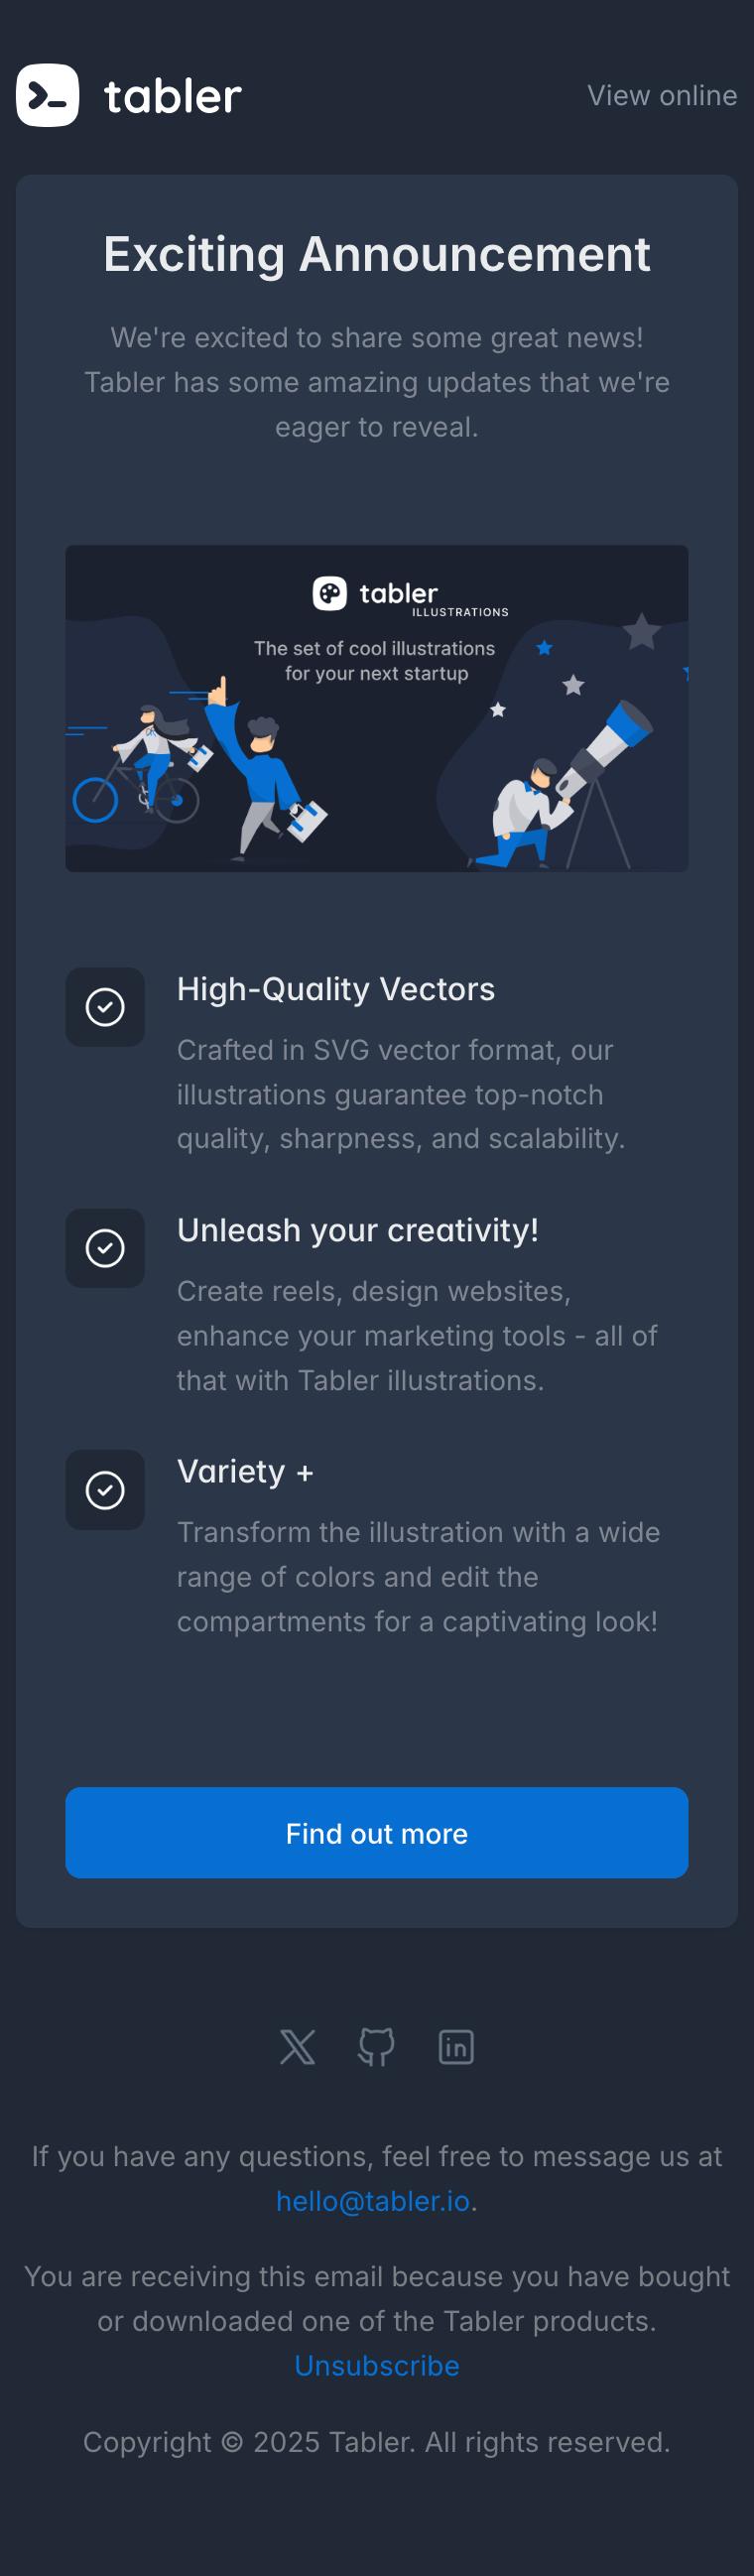 tabler
View online
Exciting Announcement
We're excited to share some great news!
Tabler has some amazing updates that we're
eager to reveal.
tabler
ILLUSTRATIONS
The set of cool illustrations
for your next startup
High-Quality Vectors
Crafted in SVG vector format, our
illustrations guarantee top-notch
quality, sharpness, and scalability.
Unleash your creativity!
Create reels, design websites,
enhance your marketing tools - all of
that with Tabler illustrations.
Variety +
Transform the illustration with a wide
range of colors and edit the
compartments for a captivating look!
Find out more
If you have any questions, feel free to message us at
hello@tabler.io.
You are receiving this email because you have bought
or downloaded one of the Tabler products.
Unsubscribe
Copyright © 2025 Tabler. All rights reserved.